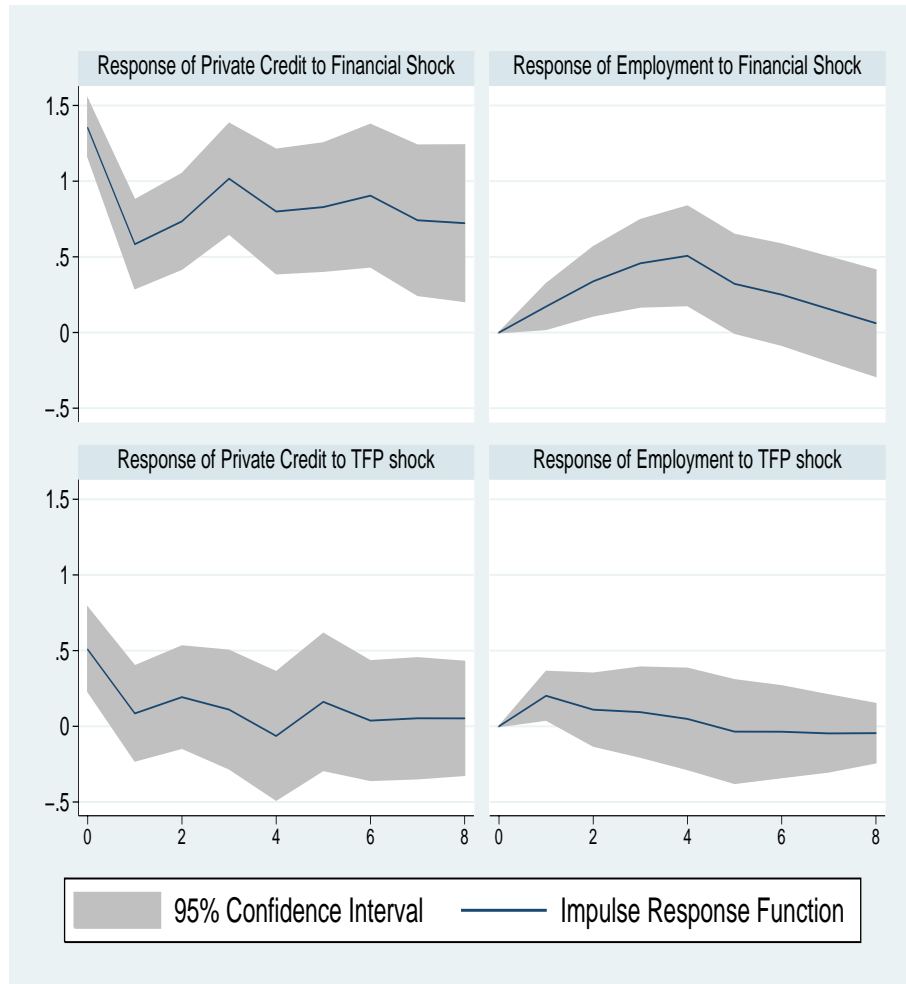 Response of Private Credit to Financial Shock
Response of Employment to Financial Shock
1.5
1
.5
0
−.5
Response of Private Credit to TFP shock
Response of Employment to TFP shock
1.5
1
.5
0
−.5
0 2 4 6 8 0 2 4 6 8
95% Confidence Interval Impulse Response Function